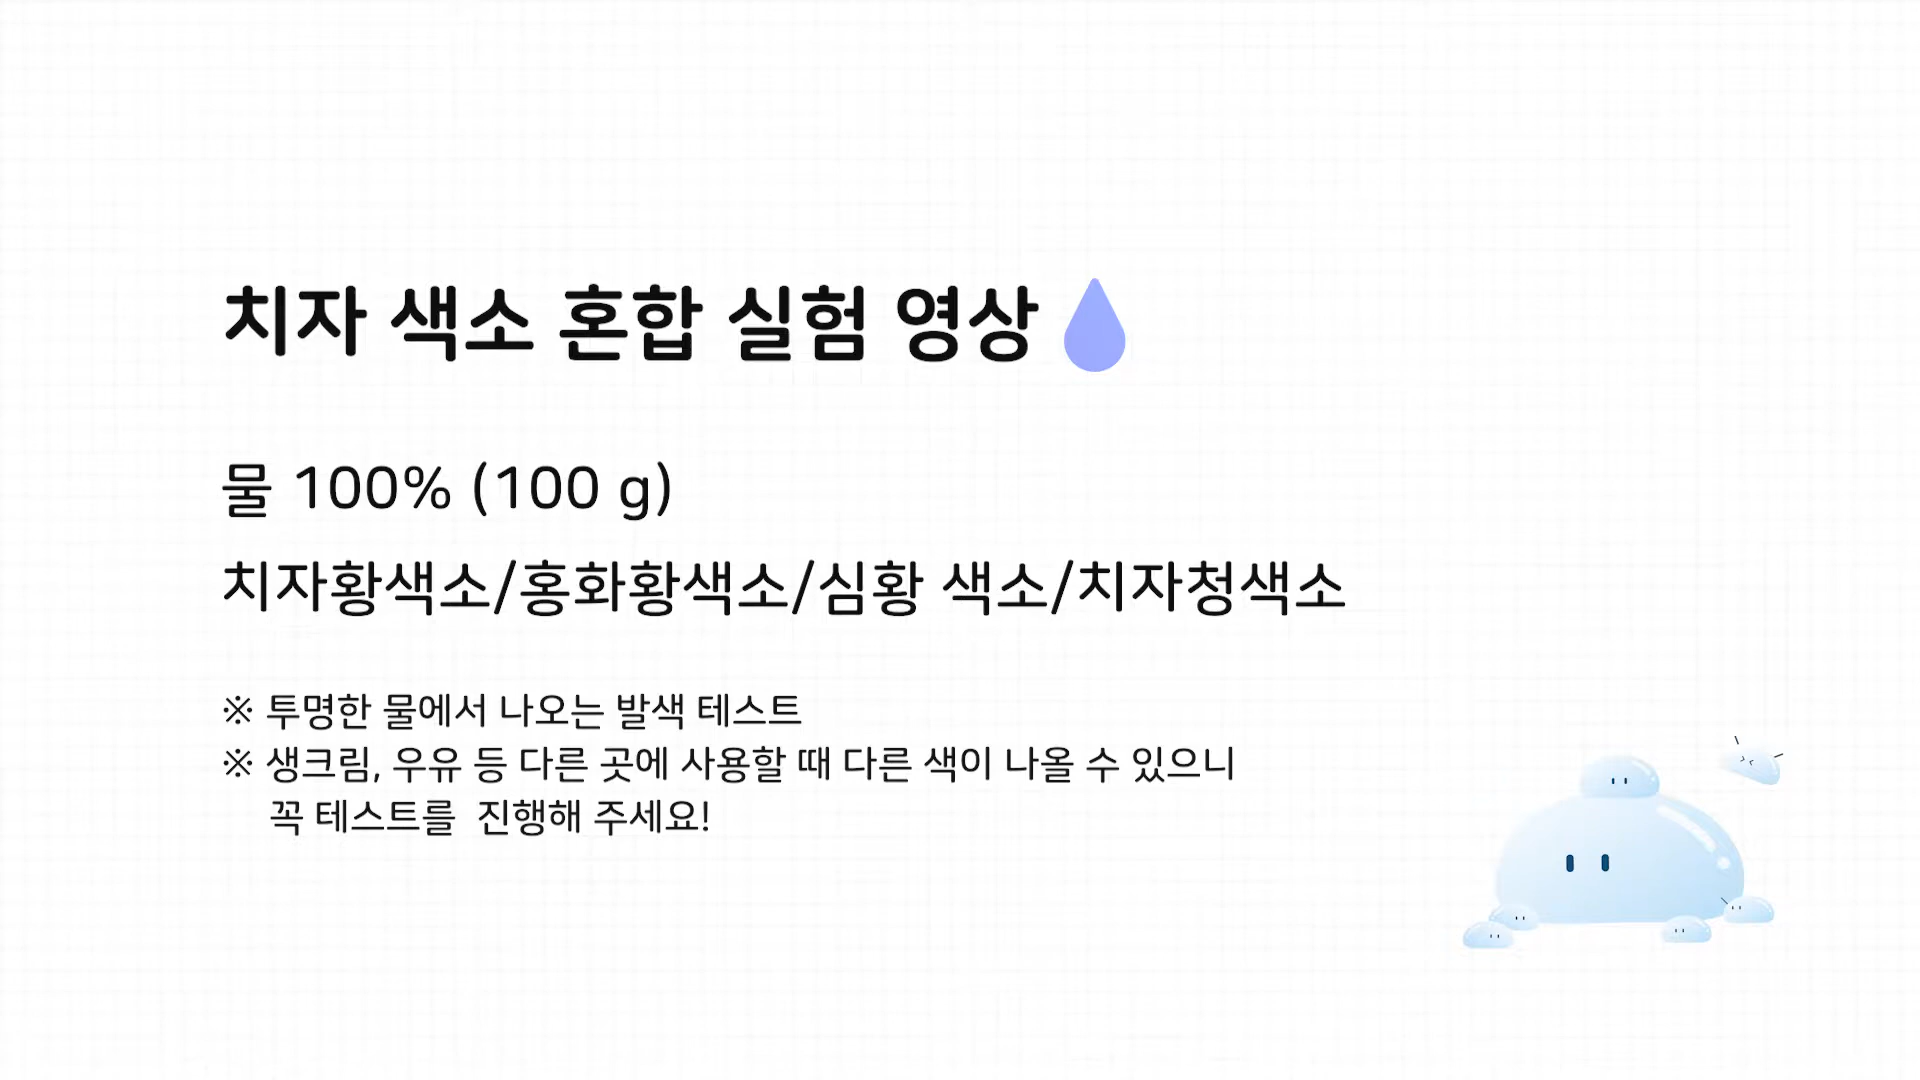 치자 색소 혼합 실험 영상
물 100% (100 g)
치자황색소/홍화황색소/심황 색소/치자청색소
※ 투명한 물에서 나오는 발색 테스트
※ 생크림, 우유 등 다른 곳에 사용할 때 다른 색이 나올 수 있으니
꼭 테스트를 진행해 주세요!